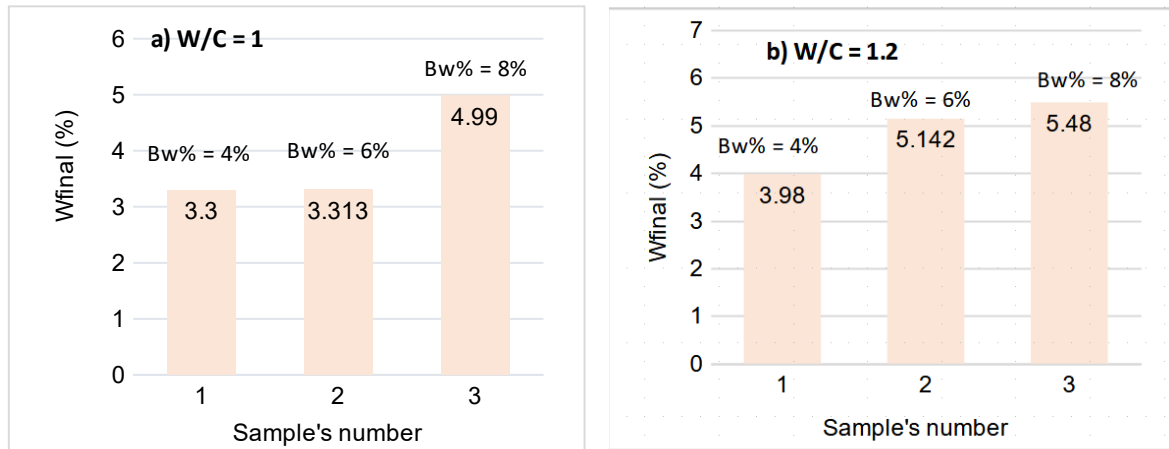 a) W/C = 1
Wfinal (%)
6
5
4
3
2
1
0
Bw% = 4%
Bw% = 6%
Bw% = 8%
3.3
3.313
4.99
1 2 3
Sample's number
b) W/C = 1.2
Wfinal (%)
7
6
5
4
3
2
1
0
Bw% = 4%
Bw% = 6%
Bw% = 8%
3.98
5.142
5.48
1 2 3
Sample's number